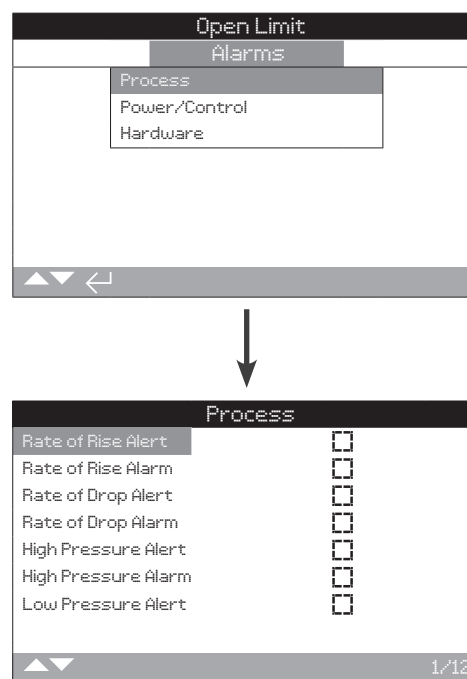 Open Limit
Alarms
Process
Power/Control
Hardware
Process
Rate of Rise Alert
Rate of Rise Alarm
Rate of Drop Alert
Rate of Drop Alarm
High Pressure Alert
High Pressure Alarm
Low Pressure Alert
1/12